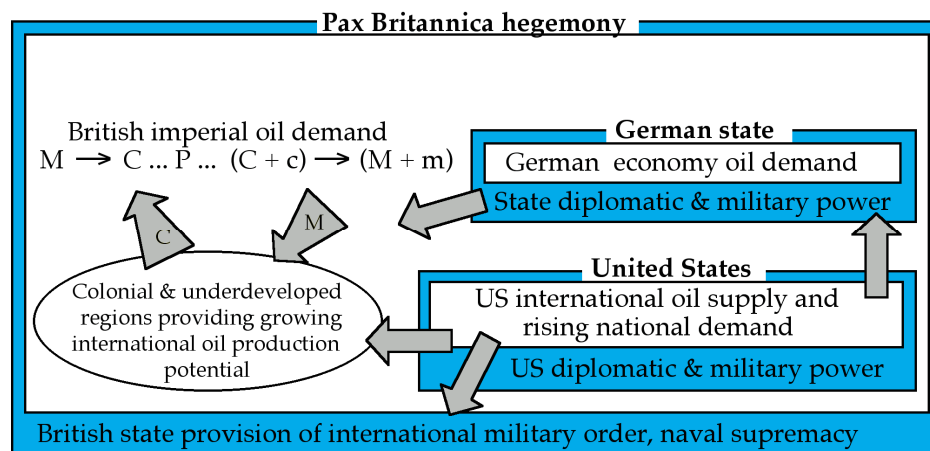 Pax Britannica hegemony
British imperial oil demand
M → C ... P ... (C + c) → (M + m)
German state
German economy oil demand
State diplomatic & military power
C
M
Colonial & underdeveloped
regions providing growing
international oil production
potential
United States
US international oil supply and
rising national demand
US diplomatic & military power
British state provision of international military order, naval supremacy